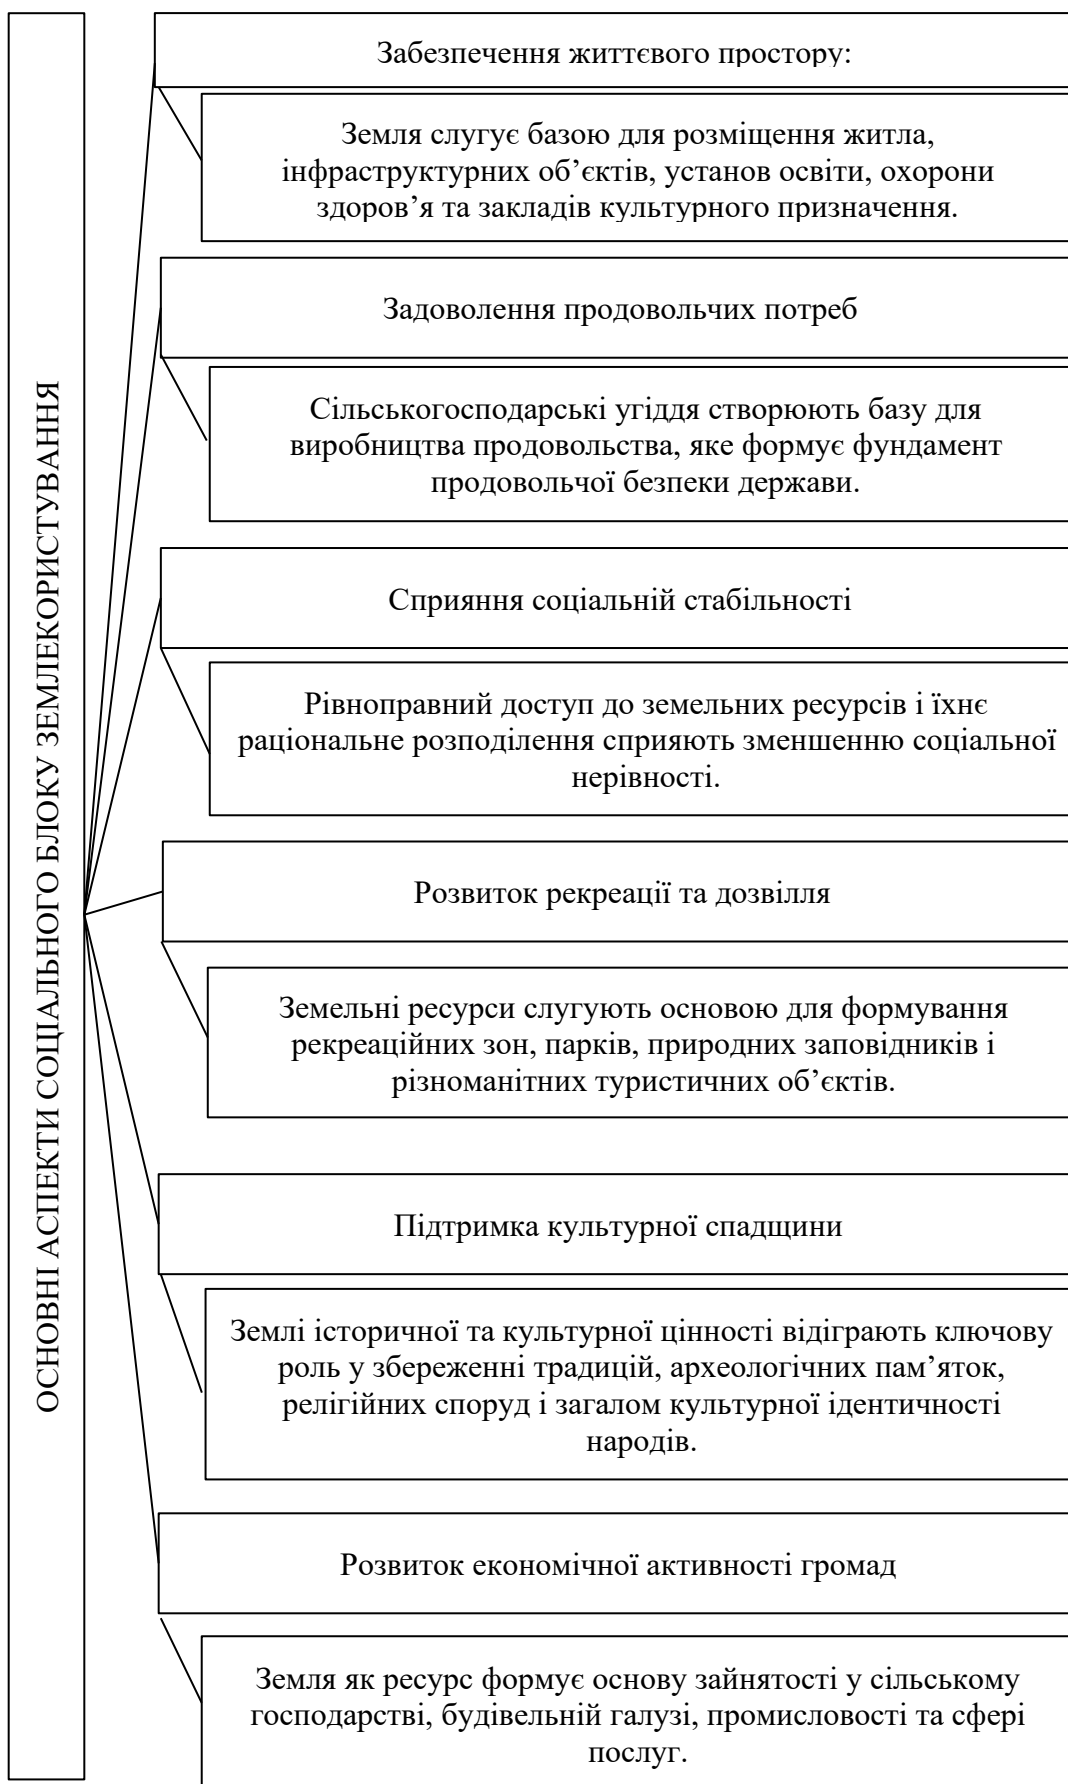 ОСНОВНІ АСПЕКТИ СОЦІАЛЬНОГО БЛОКУ ЗЕМЛЕКОРИСТУВАННЯ
Забезпечення життєвого простору:
Земля слугує базою для розміщення житла,
інфраструктурних об’єктів, установ освіти, охорони
здоров’я та закладів культурного призначення.
Задоволення продовольчих потреб
Сільськогосподарські угіддя створюють базу для
виробництва продовольства, яке формує фундамент
продовольчої безпеки держави.
Сприяння соціальній стабільності
Рівноправний доступ до земельних ресурсів і їхнє
раціональне розподілення сприяють зменшенню соціальної
нерівності.
Розвиток рекреації та дозвілля
Земельні ресурси слугують основою для формування
рекреаційних зон, парків, природних заповідників і
різноманітних туристичних об’єктів.
Підтримка культурної спадщини
Землі історичної та культурної цінності відіграють ключову
роль у збереженні традицій, археологічних пам’яток,
релігійних споруд і загалом культурної ідентичності
народів.
Розвиток економічної активності громад
Земля як ресурс формує основу зайнятості у сільському
господарстві, будівельній галузі, промисловості та сфері
послуг.